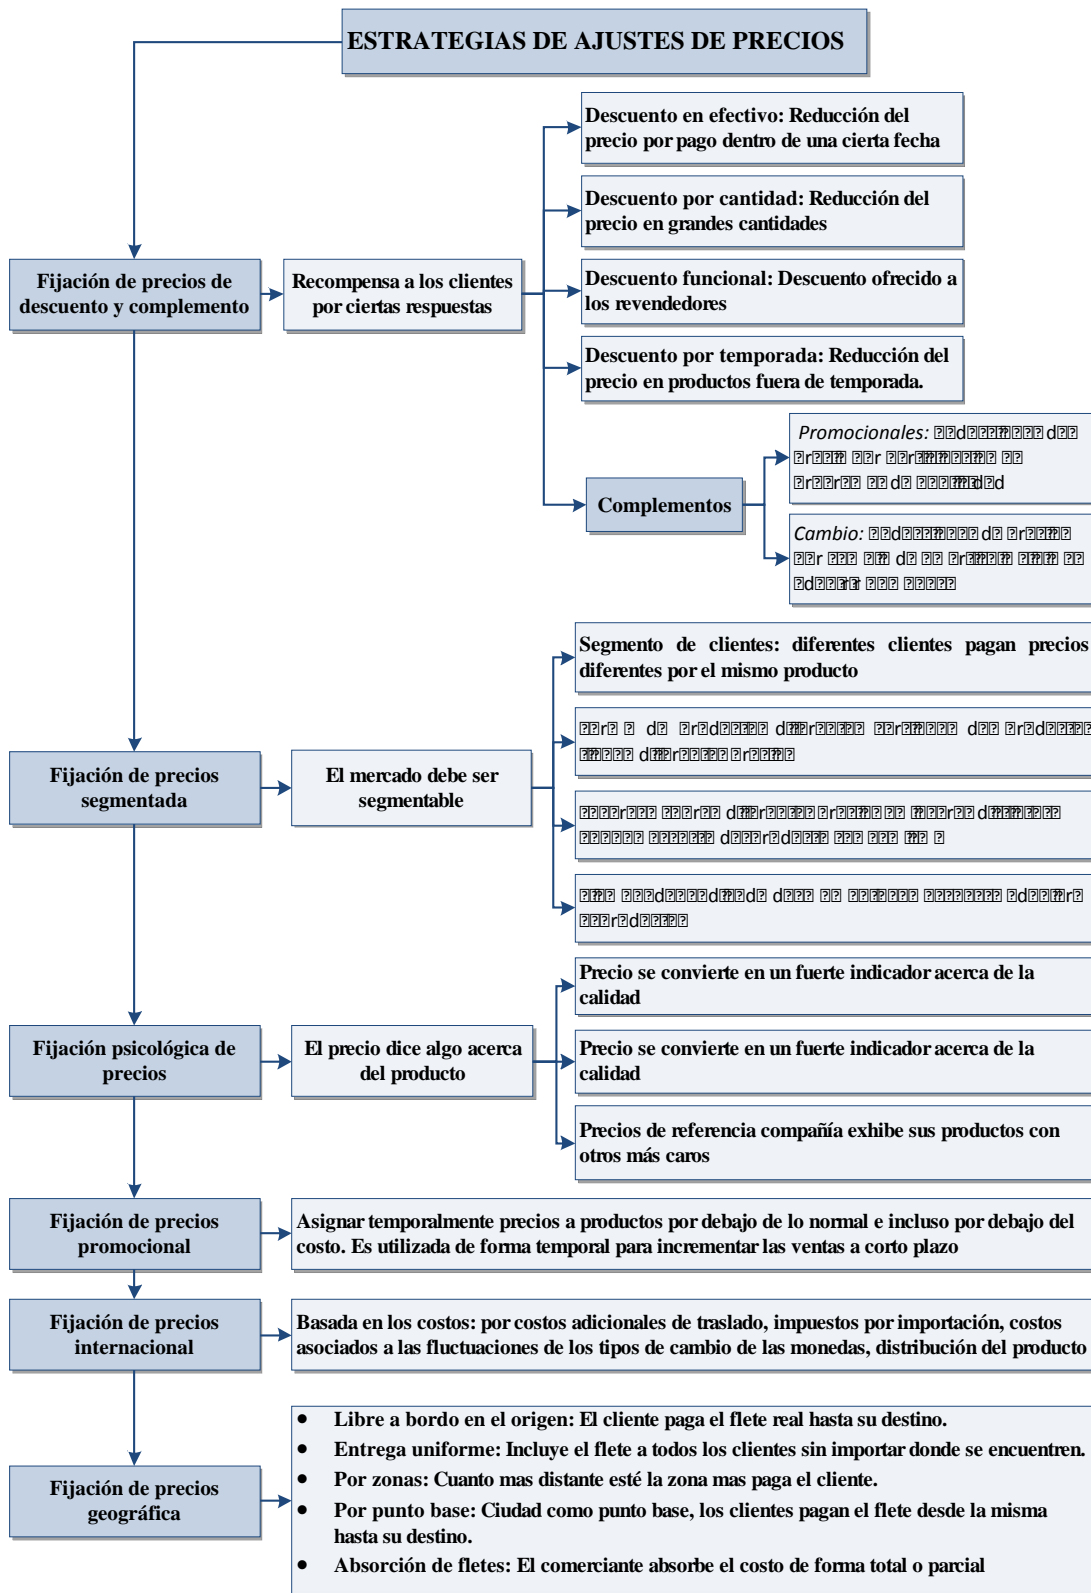 ESTRATEGIAS DE AJUSTES DE PRECIOS
Fijación de precios de
descuento y complemento
Recompensa a los clientes
por ciertas respuestas
Descuento en efectivo: Reducción del
precio por pago dentro de una cierta fecha
Descuento por cantidad: Reducción del
precio en grandes cantidades
Descuento funcional: Descuento ofrecido a
los revendedores
Descuento por temporada: Reducción del
precio en productos fuera de temporada.
Complementos
Promocionales:
Cambio:
Fijación de precios
segmentada
El mercado debe ser
segmentable
Segmento de clientes: diferentes clientes pagan precios
diferentes por el mismo producto
Fijación psicológica de
precios
El precio dice algo acerca
del producto
Precio se convierte en un fuerte indicador acerca de la
calidad
Precio se convierte en un fuerte indicador acerca de la
calidad
Precios de referencia compañía exhibe sus productos con
otros más caros
Fijación de precios
promocional
Asignar temporalmente precios a productos por debajo de lo normal e incluso por debajo del
costo. Es utilizada de forma temporal para incrementar las ventas a corto plazo
Fijación de precios
internacional
Basada en los costos: por costos adicionales de traslado, impuestos por importación, costos
asociados a las fluctuaciones de los tipos de cambio de las monedas, distribución del producto
Fijación de precios
geográfica
• Libre a bordo en el origen: El cliente paga el flete real hasta su destino.
• Entrega uniforme: Incluye el flete a todos los clientes sin importar donde se encuentren.
• Por zonas: Cuanto mas distante esté la zona mas paga el cliente.
• Por punto base: Ciudad como punto base, los clientes pagan el flete desde la misma
hasta su destino.
• Absorción de fletes: El comerciante absorbe el costo de forma total o parcial